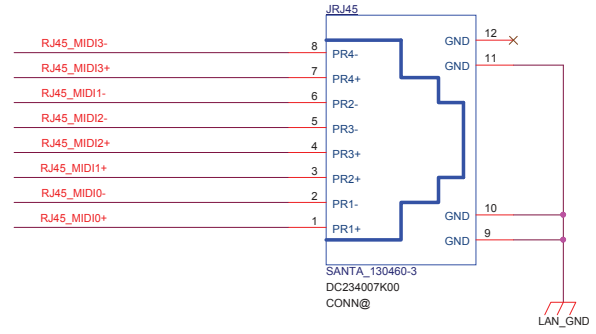 JRJ45
RJ45_MIDI3- 8 PR4- GND 12
RJ45_MIDI3+ 7 PR4+ GND 11
RJ45_MIDI1- 6 PR2-
RJ45_MIDI2- 5 PR3-
RJ45_MIDI2+ 4 PR3+
RJ45_MIDI1+ 3 PR2+
RJ45_MIDI0- 2 PR1- GND 10
RJ45_MIDI0+ 1 PR1+ GND 9
SANTA_130460-3
DC234007K00
CONN@
LAN_GND